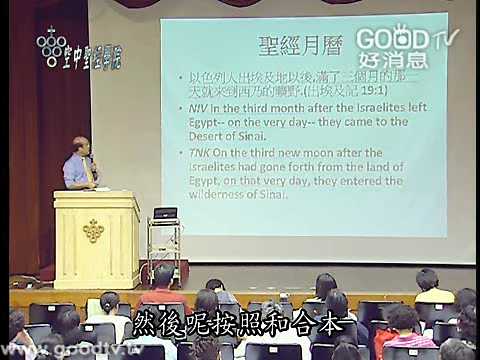 空中聖經學院
GOOD TV
好消息
聖經月曆
• 以色列人出埃及地以後,滿了三個月的那一
天就來到西乃的曠野.(出埃及記 19:1)
• NIV In the third month after the Israelites left
Egypt-- on the very day-- they came to the
Desert of Sinai.
• TNK On the third new moon after the
Israelites had gone forth from the land of
Egypt, on that very day, they entered the
wilderness of Sinai.
然後呢按照和合本
www.goodtv.tv